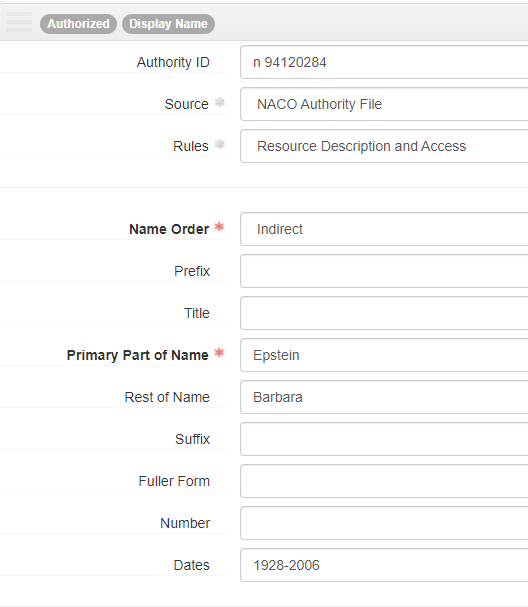 Authorized Display Name
Authority ID n 94120284
Source NACO Authority File
Rules Resource Description and Access
Name Order * Indirect
Prefix
Title
Primary Part of Name * Epstein
Rest of Name Barbara
Suffix
Fuller Form
Number
Dates 1928-2006